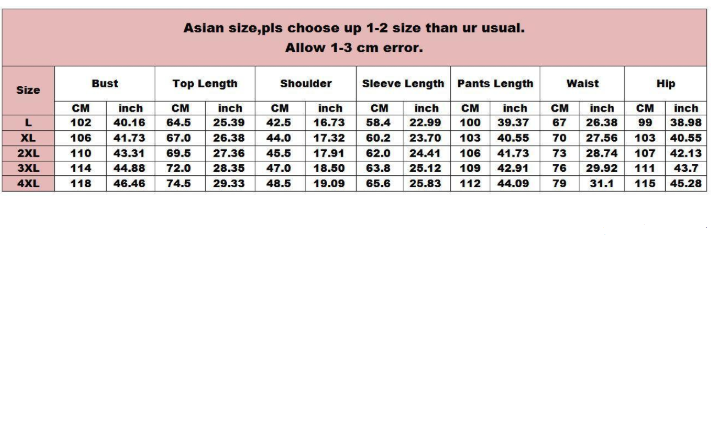 Asian size,pls choose up 1-2 size than ur usual.
Allow 1-3 cm error.
Size Bust Top Length Shoulder Sleeve Length Pants Length Waist Hip
CM inch CM inch CM inch CM inch CM inch CM inch CM inch
L 102 40.16 64.5 25.39 42.5 16.73 58.4 22.99 100 39.37 67 26.38 99 38.98
XL 106 41.73 67.0 26.38 44.0 17.32 60.2 23.70 103 40.55 70 27.56 103 40.55
2XL 110 43.31 69.5 27.36 45.5 17.91 62.0 24.41 106 41.73 73 28.74 107 42.13
3XL 114 44.88 72.0 28.35 47.0 18.50 63.8 25.12 109 42.91 76 29.92 111 43.7
4XL 118 46.46 74.5 29.33 48.5 19.09 65.6 25.83 112 44.09 79 31.1 115 45.28